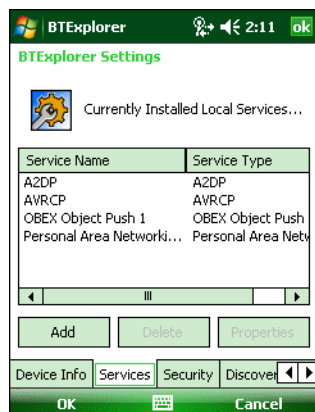 BTExplorer 2:11 ok
BTExplorer Settings
Currently Installed Local Services...
Service Name Service Type
A2DP A2DP
AVRCP AVRCP
OBEX Object Push 1 OBEX Object Push
Personal Area Networki... Personal Area Netw
Add Delete Properties
Device Info Services Security Discover
OK Cancel